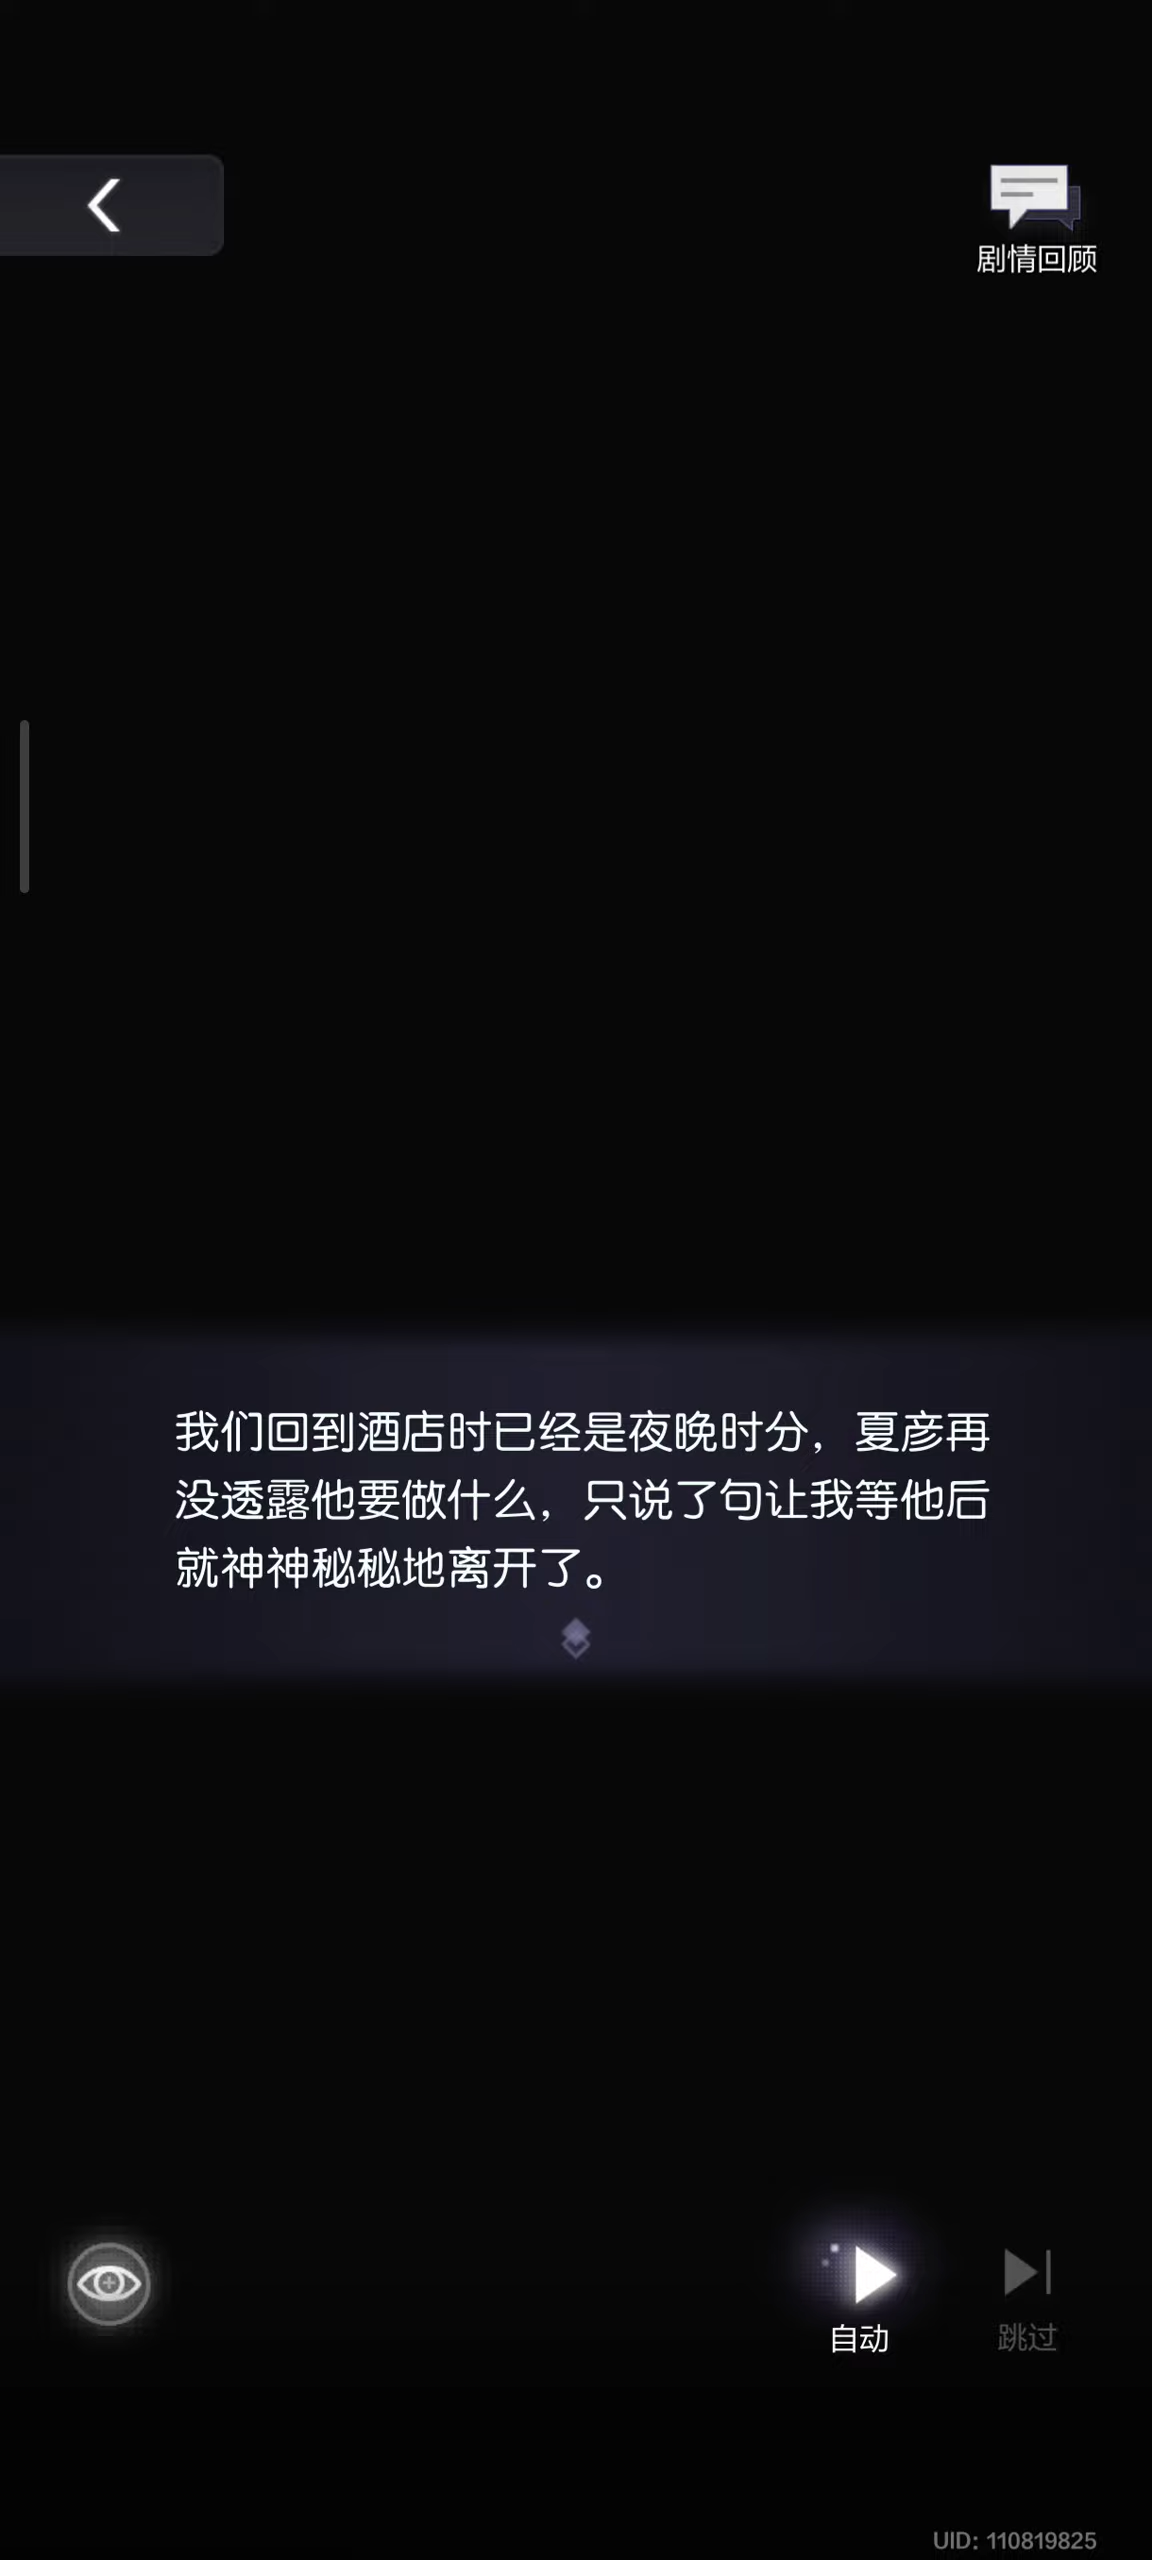 剧情回顾
我们回到酒店时已经是夜晚时分，夏彦再
没透露他要做什么，只说了句让我等他后
就神神秘秘地离开了。
自动
跳过
UID: 110819825